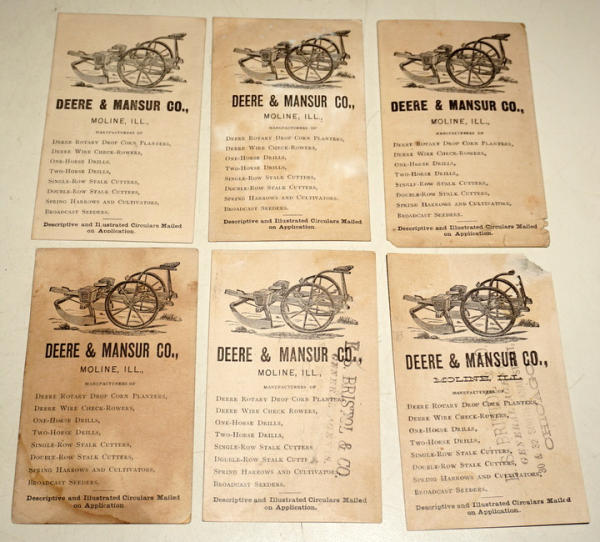 DEERE & MANSUR CO.,
MOLINE, ILL.,
MANUFACTURERS OF
DEERE ROTARY DROP CORN PLANTERS,
DEERE WIRE CHECK-ROWERS,
ONE-HORSE DRILLS,
TWO-HORSE DRILLS,
SINGLE-ROW STALK CUTTERS,
DOUBLE-ROW STALK CUTTERS,
SPRING HARROWS AND CULTIVATORS,
BROADCAST SEEDERS.
Descriptive and Illustrated Circulars Mailed
on Application.
DEERE & MANSUR CO.,
MOLINE, ILL.,
MANUFACTURERS OF
DEERE ROTARY DROP CORN PLANTERS,
DEERE WIRE CHECK-ROWERS,
ONE-HORSE DRILLS,
TWO-HORSE DRILLS,
SINGLE-ROW STALK CUTTERS,
DOUBLE-ROW STALK CUTTERS,
SPRING HARROWS AND CULTIVATORS,
BROADCAST SEEDERS.
Descriptive and Illustrated Circulars Mailed
on Application.
DEERE & MANSUR CO.,
MOLINE, ILL.,
MANUFACTURERS OF
DEERE ROTARY DROP CORN PLANTERS,
DEERE WIRE CHECK-ROWERS,
ONE-HORSE DRILLS,
TWO-HORSE DRILLS,
SINGLE-ROW STALK CUTTERS,
DOUBLE-ROW STALK CUTTERS,
SPRING HARROWS AND CULTIVATORS,
BROADCAST SEEDERS.
Descriptive and Illustrated Circulars Mailed
on Application.
DEERE & MANSUR CO.,
MOLINE, ILL.,
MANUFACTURERS OF
DEERE ROTARY DROP CORN PLANTERS,
DEERE WIRE CHECK-ROWERS,
ONE-HORSE DRILLS,
TWO-HORSE DRILLS,
SINGLE-ROW STALK CUTTERS,
DOUBLE-ROW STALK CUTTERS,
SPRING HARROWS AND CULTIVATORS,
BROADCAST SEEDERS.
Descriptive and Illustrated Circulars Mailed
on Application.
DEERE & MANSUR CO.,
MOLINE, ILL.,
MANUFACTURERS OF
DEERE ROTARY DROP CORN PLANTERS,
DEERE WIRE CHECK-ROWERS,
ONE-HORSE DRILLS,
TWO-HORSE DRILLS,
SINGLE-ROW STALK CUTTERS,
DOUBLE-ROW STALK CUTTERS,
SPRING HARROWS AND CULTIVATORS,
BROADCAST SEEDERS.
Descriptive and Illustrated Circulars Mailed
on Application.
BRISTOL & CO.
DEERE & MANSUR CO.,
MOLINE, ILL.
MANUFACTURERS OF
DEERE ROTARY DROP CORN PLANTERS,
DEERE WIRE CHECK-ROWERS,
ONE-HORSE DRILLS,
TWO-HORSE DRILLS,
SINGLE-ROW STALK CUTTERS,
DOUBLE-ROW STALK CUTTERS,
SPRING HARROWS AND CULTIVATORS,
BROADCAST SEEDERS.
Descriptive and Illustrated Circulars Mailed
on Application.